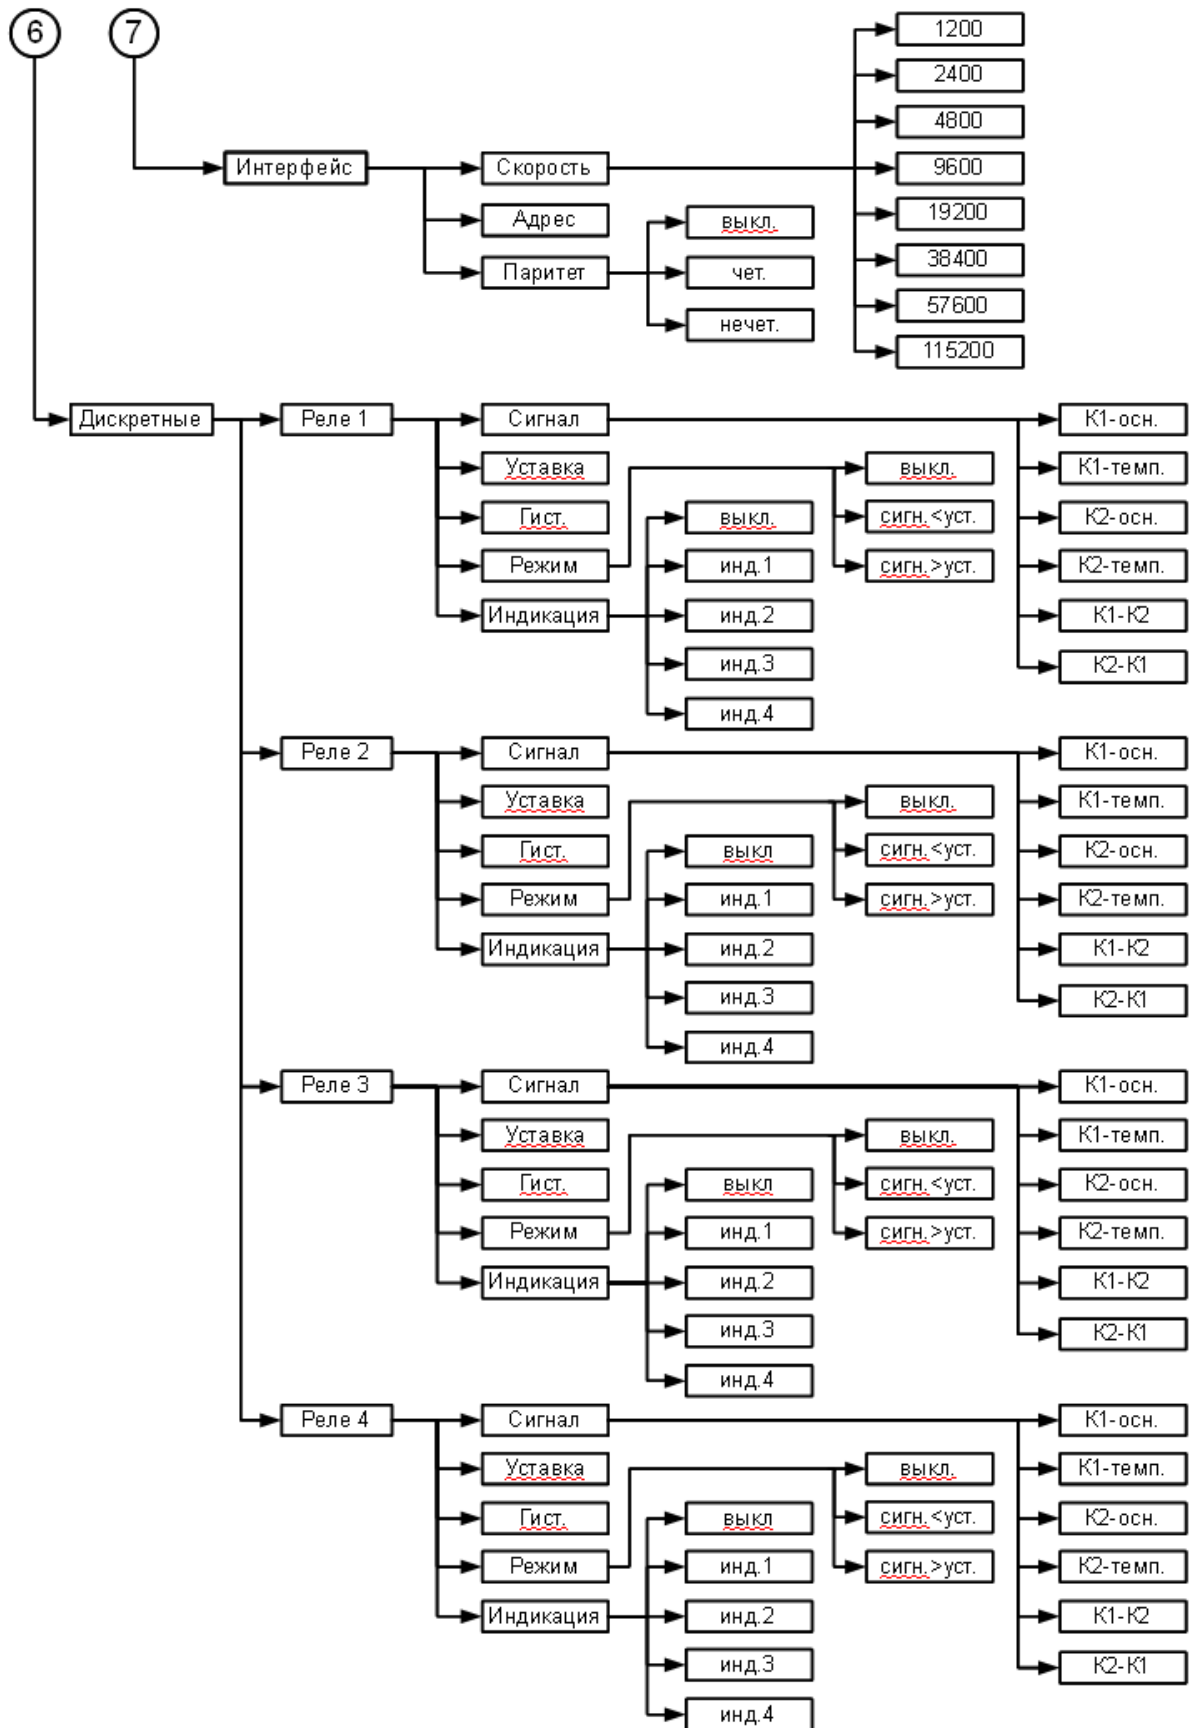 6
7
1200
2400
4800
Интерфейс
Скорость
9600
Адрес
выкл.
19200
Паритет
чет.
38400
нечет.
57600
115200
Дискретные
Реле 1
Сигнал
К1-осн.
Уставка
выкл.
К1-темп.
Гист.
выкл.
сигн.<уст.
К2-осн.
Режим
инд.1
сигн.>уст.
К2-темп.
Индикация
инд.2
К1-К2
инд.3
К2-К1
инд.4
Реле 2
Сигнал
К1-осн.
Уставка
выкл.
К1-темп.
Гист.
выкл
сигн.<уст.
К2-осн.
Режим
инд.1
сигн.>уст.
К2-темп.
Индикация
инд.2
К1-К2
инд.3
К2-К1
инд.4
Реле 3
Сигнал
К1-осн.
Уставка
выкл.
К1-темп.
Гист.
выкл
сигн.<уст.
К2-осн.
Режим
инд.1
сигн.>уст.
К2-темп.
Индикация
инд.2
К1-К2
инд.3
К2-К1
инд.4
Реле 4
Сигнал
К1-осн.
Уставка
выкл.
К1-темп.
Гист.
выкл
сигн.<уст.
К2-осн.
Режим
инд.1
сигн.>уст.
К2-темп.
Индикация
инд.2
К1-К2
инд.3
К2-К1
инд.4